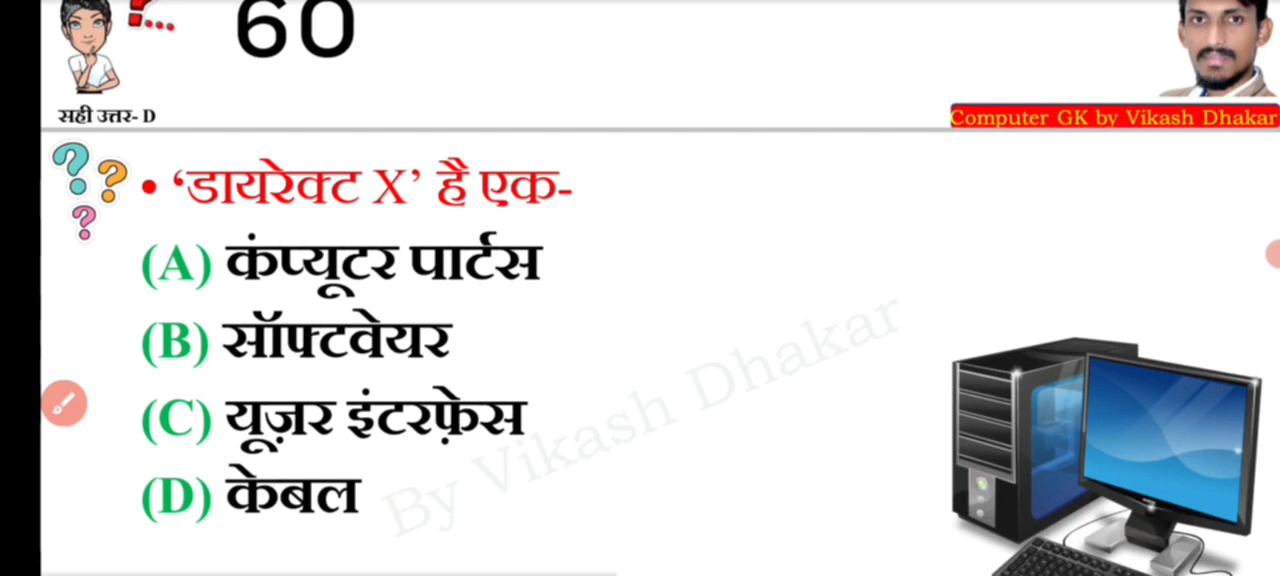 ?...
60
सही उत्तर- D
Computer GK by Vikash Dhakar
???
• ‘डायरेक्ट X’ है एक-
(A) कंप्यूटर पार्टस
(B) सॉफ्टवेयर
(C) यूज़र इंटरफ़ेस
(D) केबल
By Vikash Dhakar